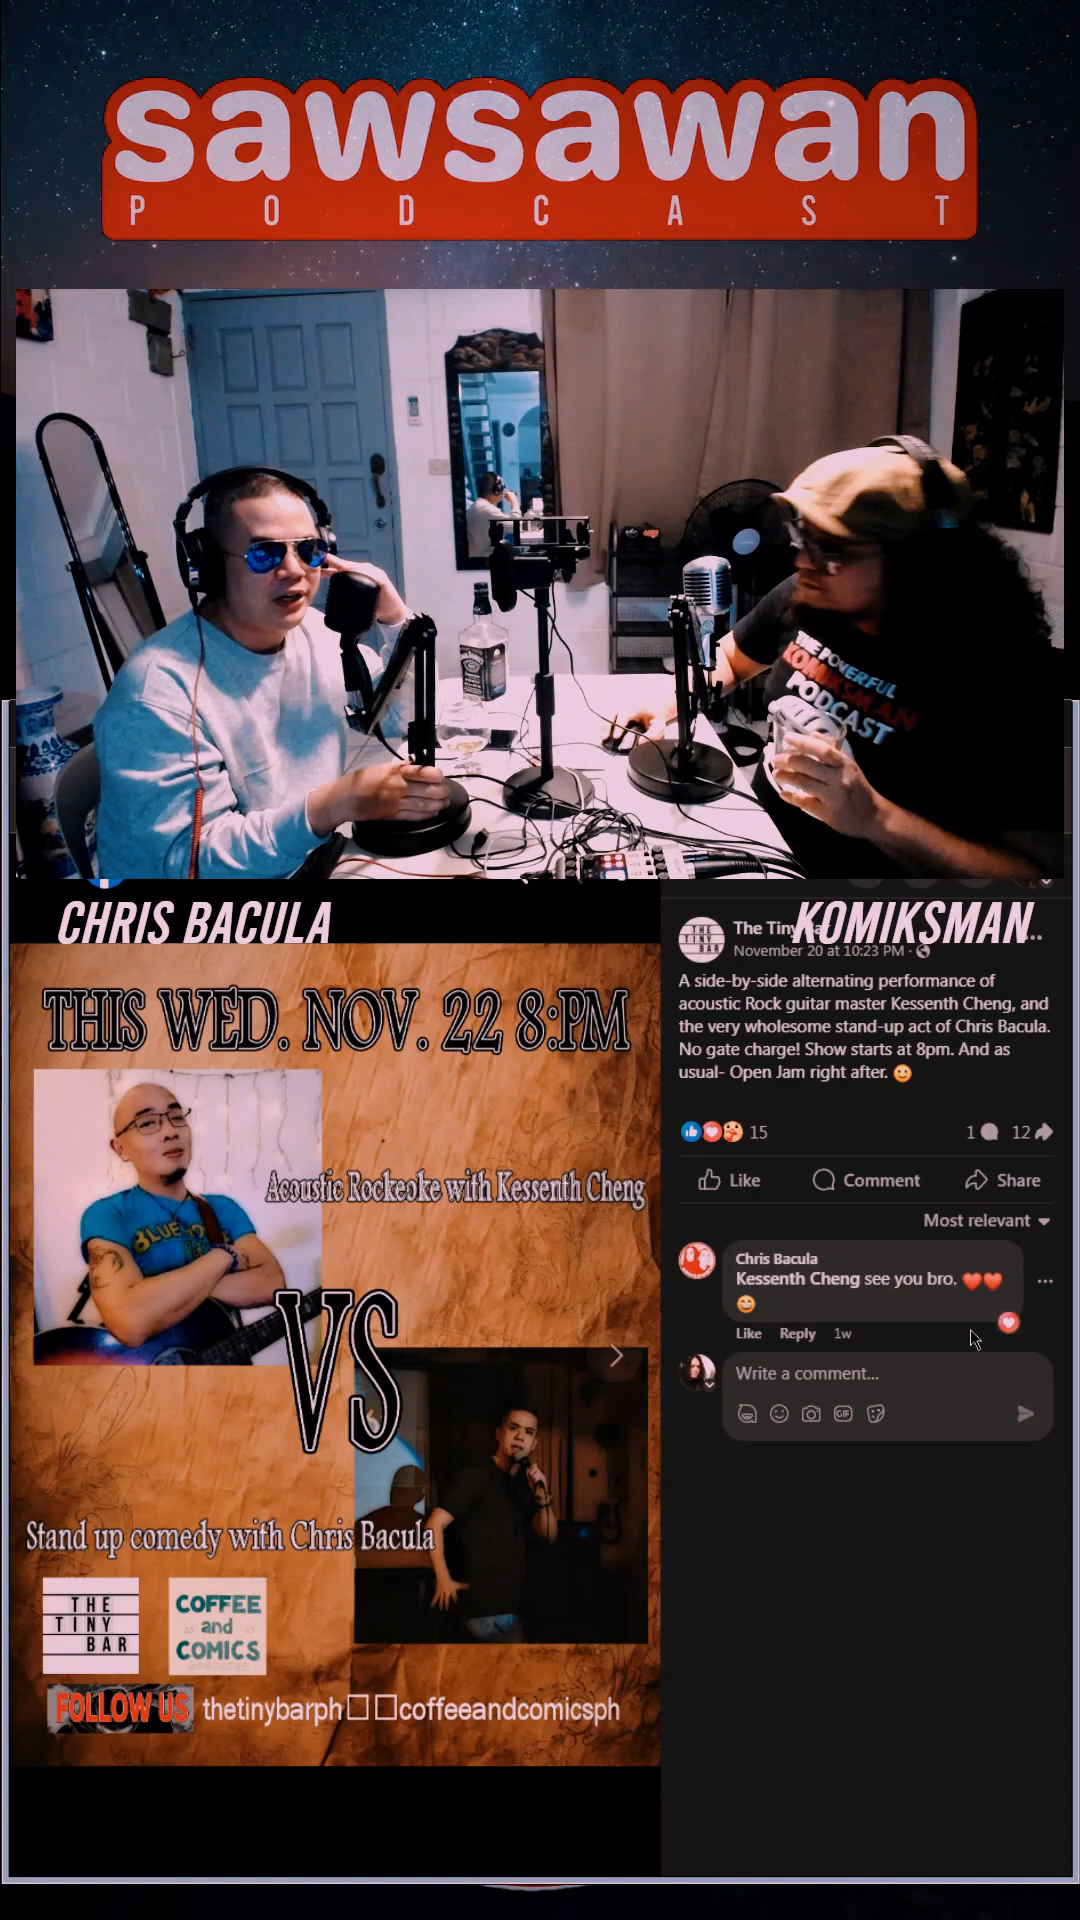 sawsawan
PODCAST
THE POWERFUL
KOMIKSMAN
PODCAST
CHRIS BACULA
KOMIKSMAN
The Tiny
November 20 at 10:23 PM ·
A side-by-side alternating performance of
acoustic Rock guitar master Kessenth Cheng, and
the very wholesome stand-up act of Chris Bacula.
No gate charge! Show starts at 8pm. And as
usual- Open Jam right after. 😀
15
1
12
Like
Comment
Share
Most relevant
Chris Bacula
Kessenth Cheng see you bro. ❤️❤️
😄
Like Reply 1w
Write a comment...
GIF
THIS WED. NOV. 22 8:PM
BLUE
Acoustic Rockeoke with Kessenth Cheng
VS
Stand up comedy with Chris Bacula
THE
TINY
BAR
COFFEE
and
COMICS
FOLLOW US thetinybarph□□coffeeandcomicsph